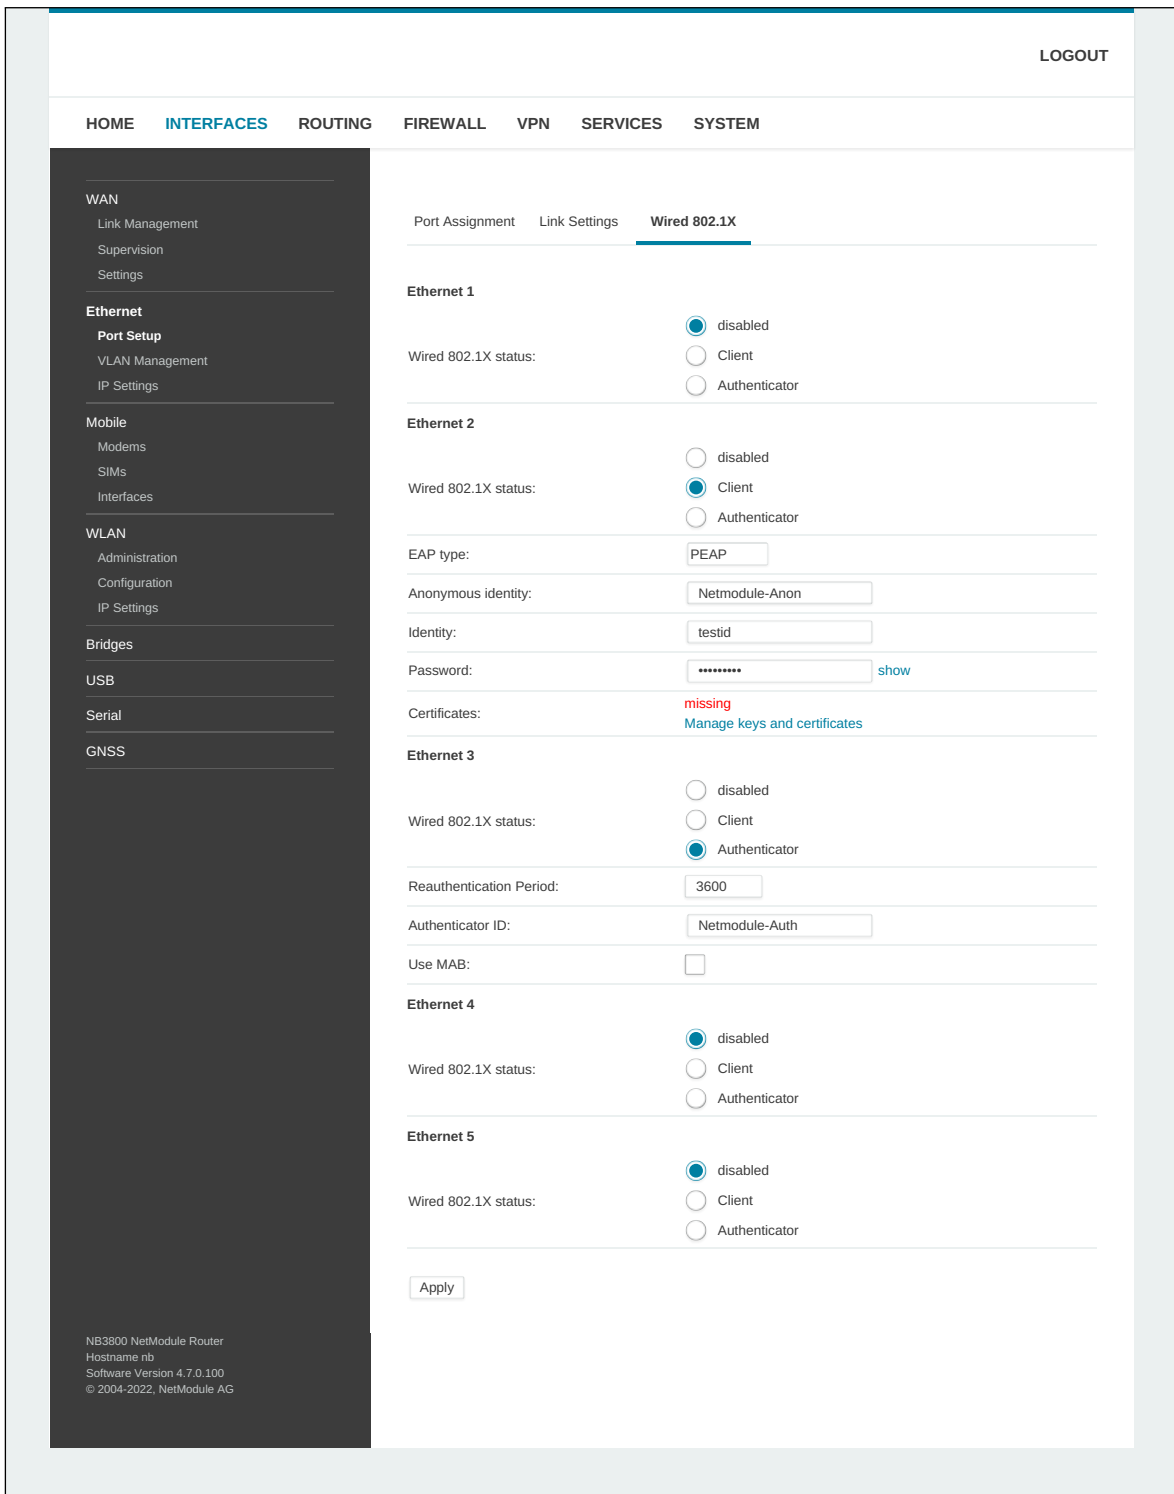 LOGOUT
HOME INTERFACES ROUTING FIREWALL VPN SERVICES SYSTEM
WAN
Link Management
Supervision
Settings
Ethernet
Port Setup
VLAN Management
IP Settings
Mobile
Modems
SIMs
Interfaces
WLAN
Administration
Configuration
IP Settings
Bridges
USB
Serial
GNSS
NB3800 NetModule Router
Hostname nb
Software Version 4.7.0.100
© 2004-2022, NetModule AG
Port Assignment Link Settings Wired 802.1X
Ethernet 1
Wired 802.1X status:
disabled
Client
Authenticator
Ethernet 2
Wired 802.1X status:
disabled
Client
Authenticator
EAP type: PEAP
Anonymous identity: Netmodule-Anon
Identity: testid
Password: ••••••••• show
Certificates:
missing
Manage keys and certificates
Ethernet 3
Wired 802.1X status:
disabled
Client
Authenticator
Reauthentication Period: 3600
Authenticator ID: Netmodule-Auth
Use MAB:
Ethernet 4
Wired 802.1X status:
disabled
Client
Authenticator
Ethernet 5
Wired 802.1X status:
disabled
Client
Authenticator
Apply